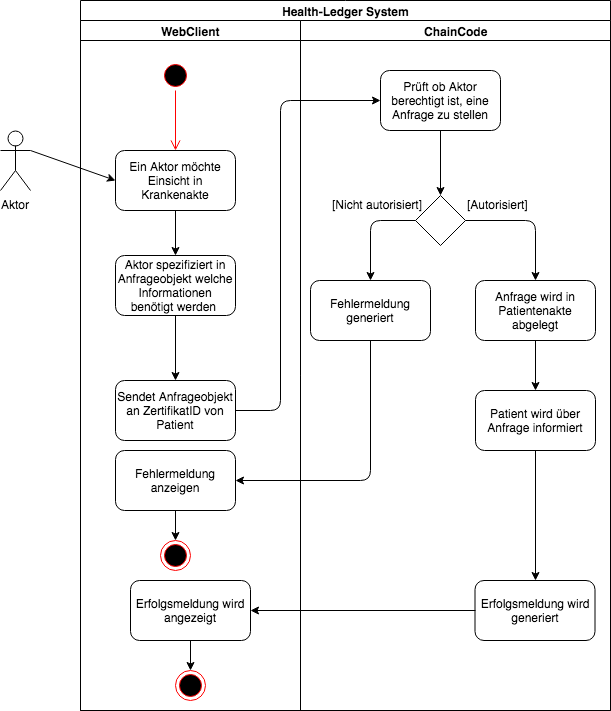 Health-Ledger System
WebClient
ChainCode
Aktor
Ein Aktor möchte
Einsicht in
Krankenakte
Aktor spezifiziert in
Anfrageobjekt welche
Informationen
benötigt werden
Sendet Anfrageobjekt
an ZertifikatID von
Patient
Prüft ob Aktor
berechtigt ist, eine
Anfrage zu stellen
[Nicht autorisiert]
[Autorisiert]
Fehlermeldung
generiert
Anfrage wird in
Patientenakte
abgelegt
Patient wird über
Anfrage informiert
Fehlermeldung
anzeigen
Erfolgsmeldung wird
generiert
Erfolgsmeldung wird
angezeigt